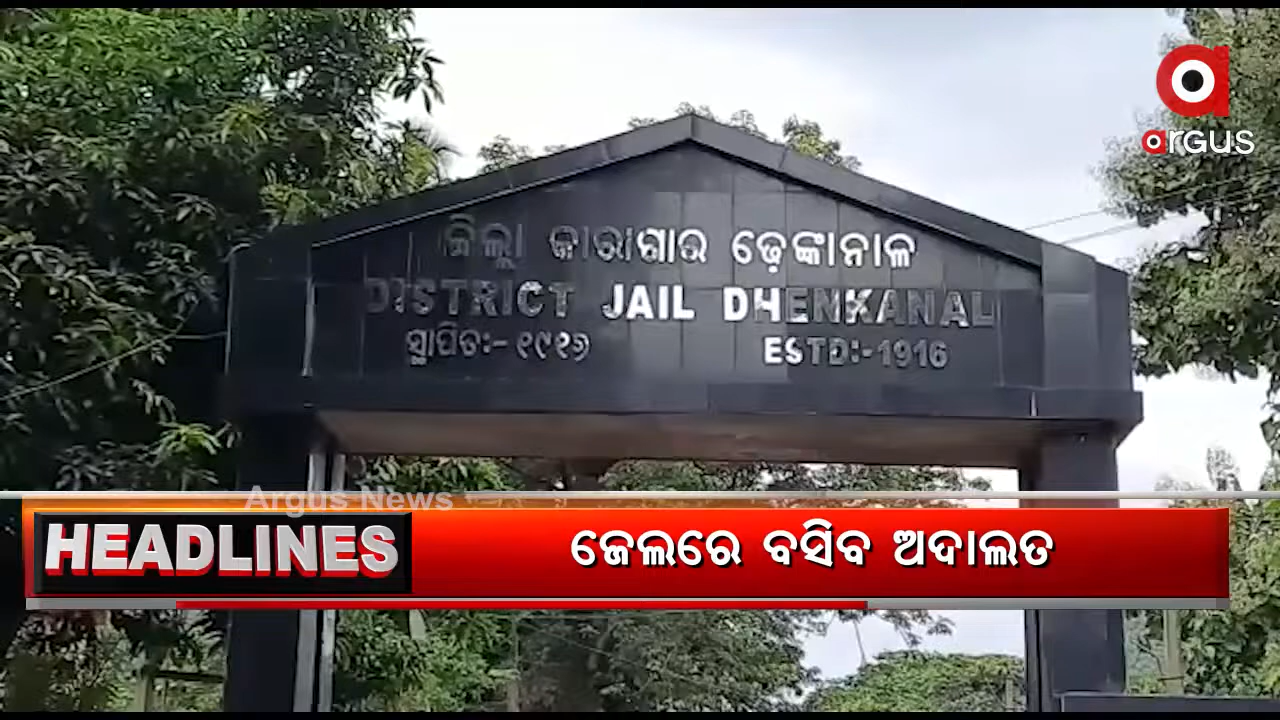 argus
ଜିଲ୍ଲା କାରାଗାର ଢ଼େଙ୍କାନାଳ
DISTRICT JAIL DHENKANAL
ସ୍ଥାପିତଃ-୧୯୧୬ ESTD:-1916
Argus News
HEADLINES ଜେଲରେ ବସିବ ଅଦାଲତ